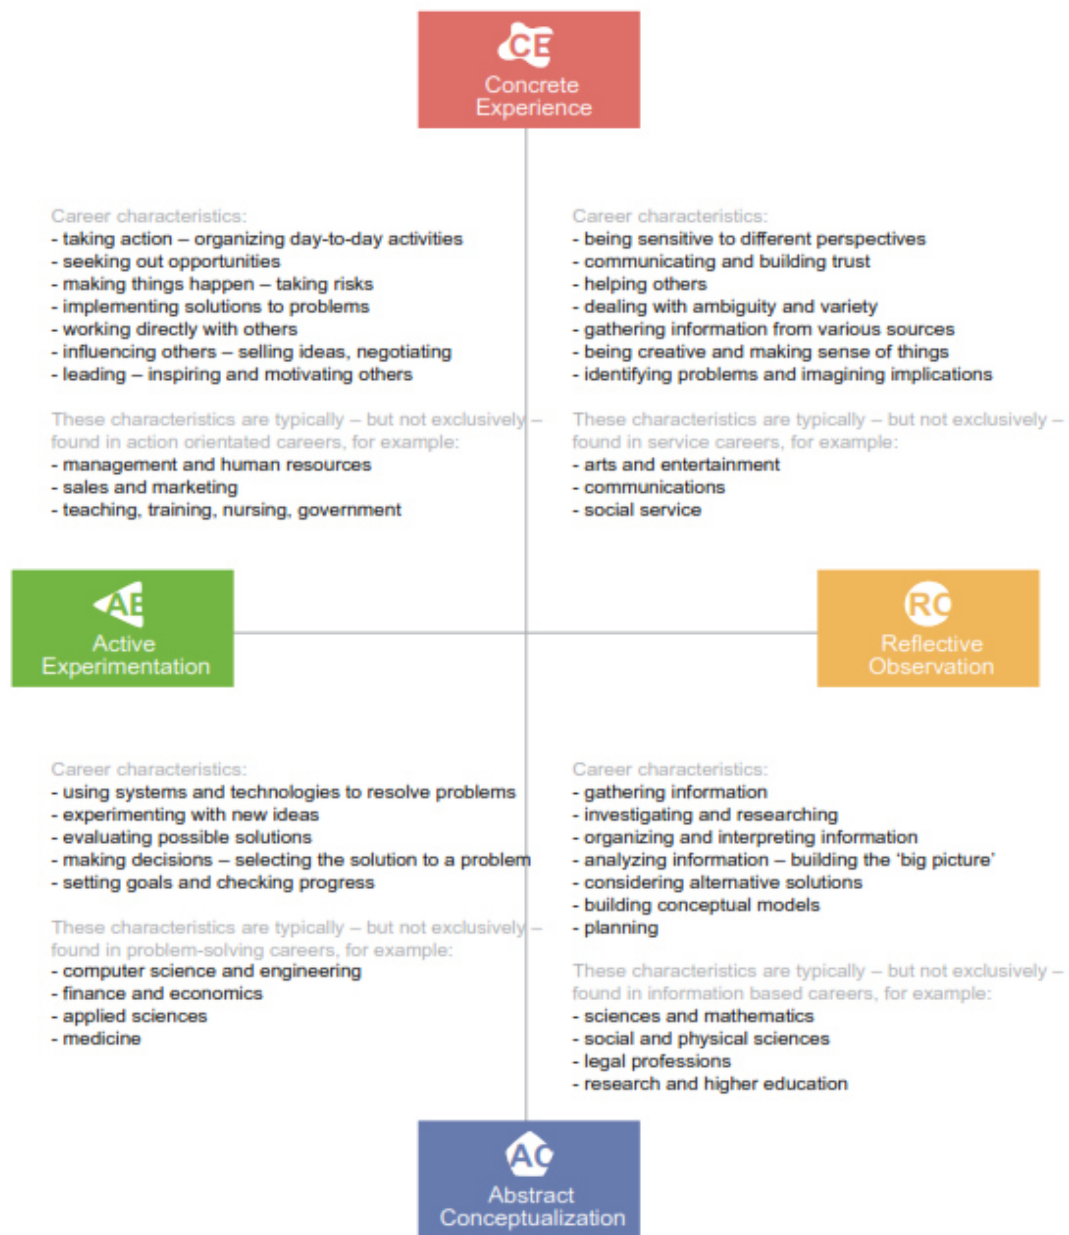 CE
Concrete
Experience
Career characteristics:
- taking action – organizing day-to-day activities
- seeking out opportunities
- making things happen – taking risks
- implementing solutions to problems
- working directly with others
- influencing others – selling ideas, negotiating
- leading – inspiring and motivating others
These characteristics are typically – but not exclusively –
found in action orientated careers, for example:
- management and human resources
- sales and marketing
- teaching, training, nursing, government
Career characteristics:
- being sensitive to different perspectives
- communicating and building trust
- helping others
- dealing with ambiguity and variety
- gathering information from various sources
- being creative and making sense of things
- identifying problems and imagining implications
These characteristics are typically – but not exclusively –
found in service careers, for example:
- arts and entertainment
- communications
- social service
AE
Active
Experimentation
RO
Reflective
Observation
Career characteristics:
- using systems and technologies to resolve problems
- experimenting with new ideas
- evaluating possible solutions
- making decisions – selecting the solution to a problem
- setting goals and checking progress
These characteristics are typically – but not exclusively –
found in problem-solving careers, for example:
- computer science and engineering
- finance and economics
- applied sciences
- medicine
Career characteristics:
- gathering information
- investigating and researching
- organizing and interpreting information
- analyzing information – building the ‘big picture’
- considering alternative solutions
- building conceptual models
- planning
These characteristics are typically – but not exclusively –
found in information based careers, for example:
- sciences and mathematics
- social and physical sciences
- legal professions
- research and higher education
AC
Abstract
Conceptualization